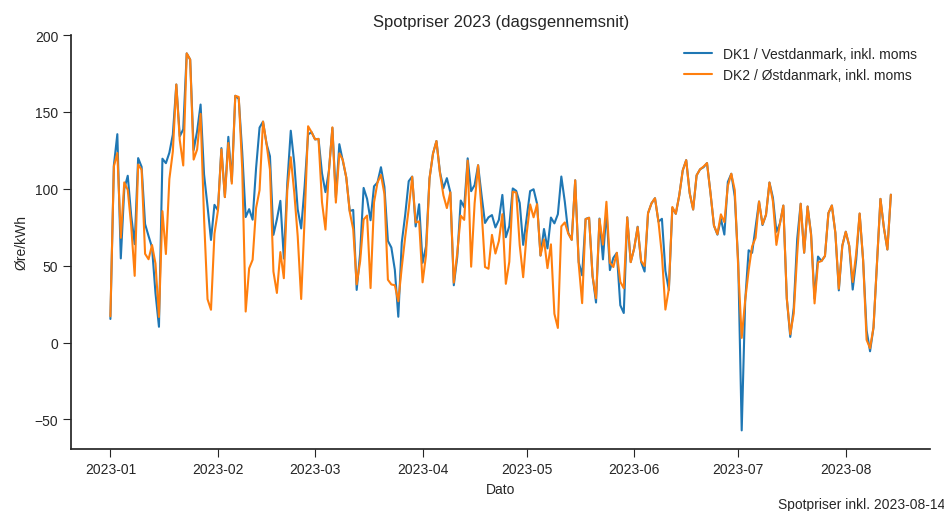 Spotpriser 2023 (dagsgennemsnit)
DK1 / Vestdanmark, inkl. moms
DK2 / Østdanmark, inkl. moms
Øre/kWh
200
150
100
50
0
−50
2023-01
2023-02
2023-03
2023-04
2023-05
2023-06
2023-07
2023-08
Dato
Spotpriser inkl. 2023-08-14